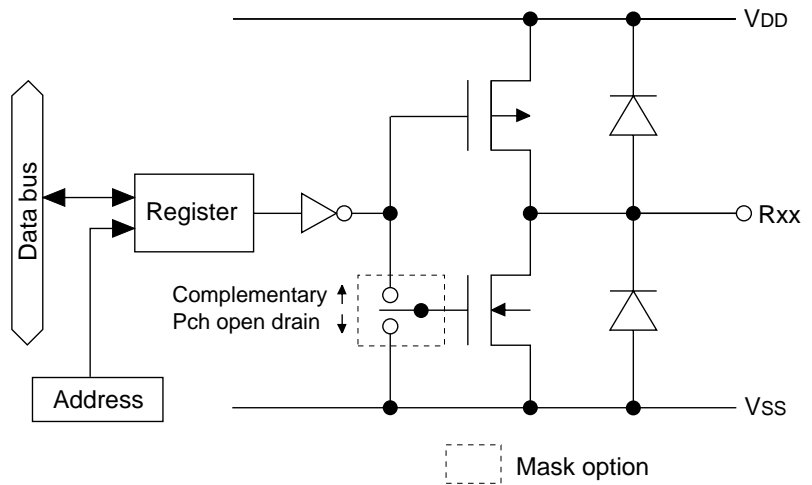 VDD
Data bus
Register
Rxx
Complementary
Pch open drain
Address
VSS
Mask option